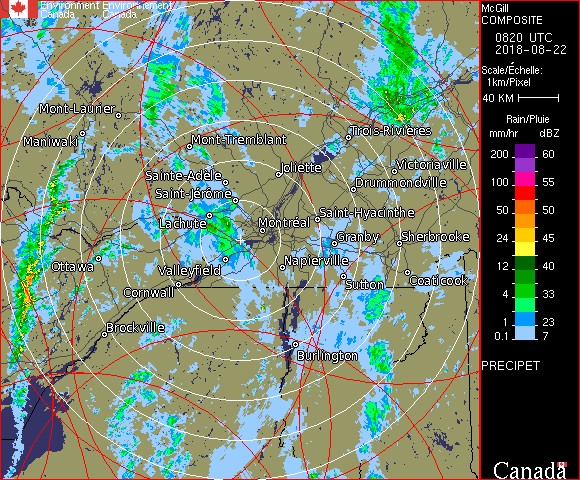 Environment Environnement
Canada Canada
McGill
COMPOSITE
0820 UTC
2018-08-22
Scale/Échelle:
1km/Pixel
40 KM
Rain/Pluie
mm/hr dBZ
200 60
100 55
50 50
24 45
12 40
4 33
1 23
0.1 7
PRECIPET
Canada
Mont-Laurier
Maniwaki
Mont-Tremblant
Trois-Rivières
Sainte-Adèle
Joliette
Victoriaville
Saint-Jérôme
Drummondville
Lachute
Montréal
Saint-Hyacinthe
Granby
Sherbrooke
Ottawa
Valleyfield
Napierville
Cornwall
Sutton
Coaticook
Brockville
Burlington